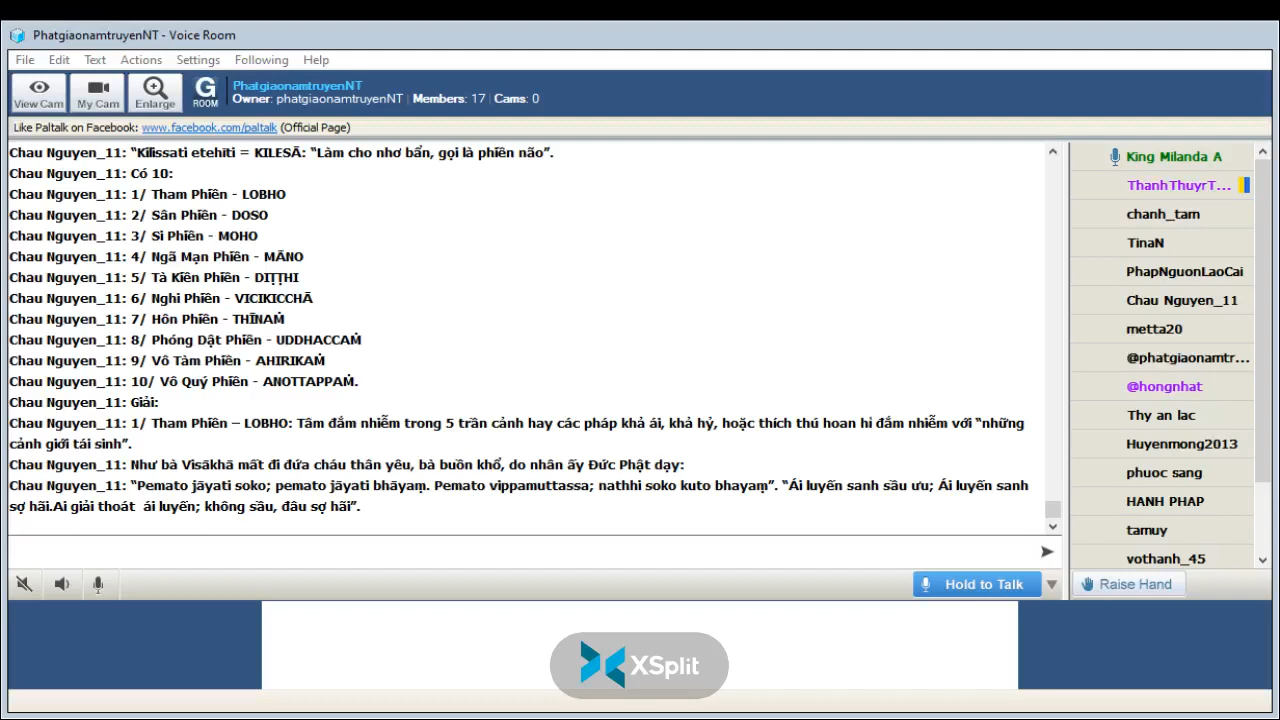 PhatgiaonamtruyenNT - Voice Room
File Edit Text Actions Settings Following Help
View Cam My Cam Enlarge G ROOM
PhatgiaonamtruyenNT
Owner: phatgiaonamtruyenNT | Members: 17 | Cams: 0
Like Paltalk on Facebook: www.facebook.com/paltalk (Official Page)
Chau Nguyen_11: “Kilissati etehīti = KILESĀ: “Làm cho nhơ bẩn, gọi là phiền não”.
Chau Nguyen_11: Có 10:
Chau Nguyen_11: 1/ Tham Phiền - LOBHO
Chau Nguyen_11: 2/ Sân Phiền - DOSO
Chau Nguyen_11: 3/ Si Phiền - MOHO
Chau Nguyen_11: 4/ Ngã Mạn Phiền - MĀNO
Chau Nguyen_11: 5/ Tà Kiến Phiền - DIṬṬHI
Chau Nguyen_11: 6/ Nghi Phiền - VICIKICCHĀ
Chau Nguyen_11: 7/ Hôn Phiền - THĪNAṀ
Chau Nguyen_11: 8/ Phóng Dật Phiền - UDDHACCAṀ
Chau Nguyen_11: 9/ Vô Tàm Phiền - AHIRIKAṀ
Chau Nguyen_11: 10/ Vô Quý Phiền - ANOTTAPPAṀ.
Chau Nguyen_11: Giải:
Chau Nguyen_11: 1/ Tham Phiền – LOBHO: Tâm đắm nhiễm trong 5 trần cảnh hay các pháp khả ái, khả hỷ, hoặc thích thú hoan hỉ đắm nhiễm với “những
cảnh giới tái sinh”.
Chau Nguyen_11: Như bà Visākhā mất đi đứa cháu thân yêu, bà buồn khổ, do nhân ấy Đức Phật dạy:
Chau Nguyen_11: “Pemato jāyati soko; pemato jāyati bhāyaṃ. Pemato vippamuttassa; nathhi soko kuto bhayaṃ”. “Ái luyến sanh sầu ưu; Ái luyến sanh
sợ hãi.Ai giải thoát  ái luyến; không sầu, đâu sợ hãi”.
King Milanda A
ThanhThuyrT...
chanh_tam
TinaN
PhapNguonLaoCai
Chau Nguyen_11
metta20
@phatgiaonamtr...
@hongnhat
Thy an lac
Huyenmong2013
phuoc sang
HANH PHAP
tamuy
vothanh_45
Hold to Talk
Raise Hand
XSplit